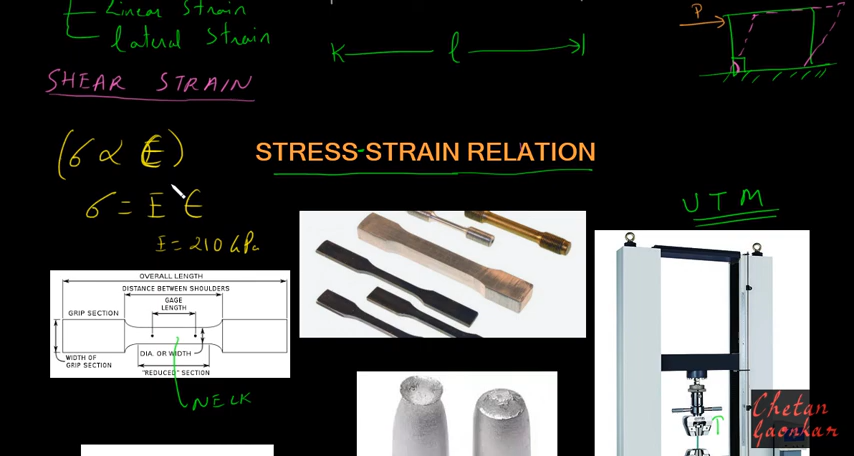 Linear Strain
lateral Strain
l
P
SHEAR STRAIN
(σ ∝ E)
STRESS-STRAIN RELATION
σ = E ϵ
E = 210 GPa
UTM
OVERALL LENGTH
DISTANCE BETWEEN SHOULDERS
GAGE
LENGTH
GRIP SECTION
WIDTH OF
GRIP SECTION
DIA. OR WIDTH
"REDUCED" SECTION
NECK
Chetan
Gaonkar